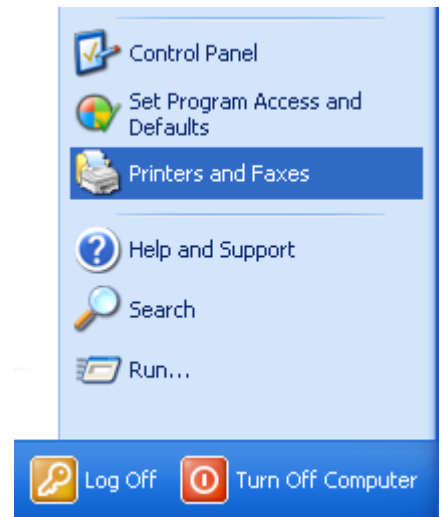 Control Panel
Set Program Access and
Defaults
Printers and Faxes
Help and Support
Search
Run...
Log Off Turn Off Computer